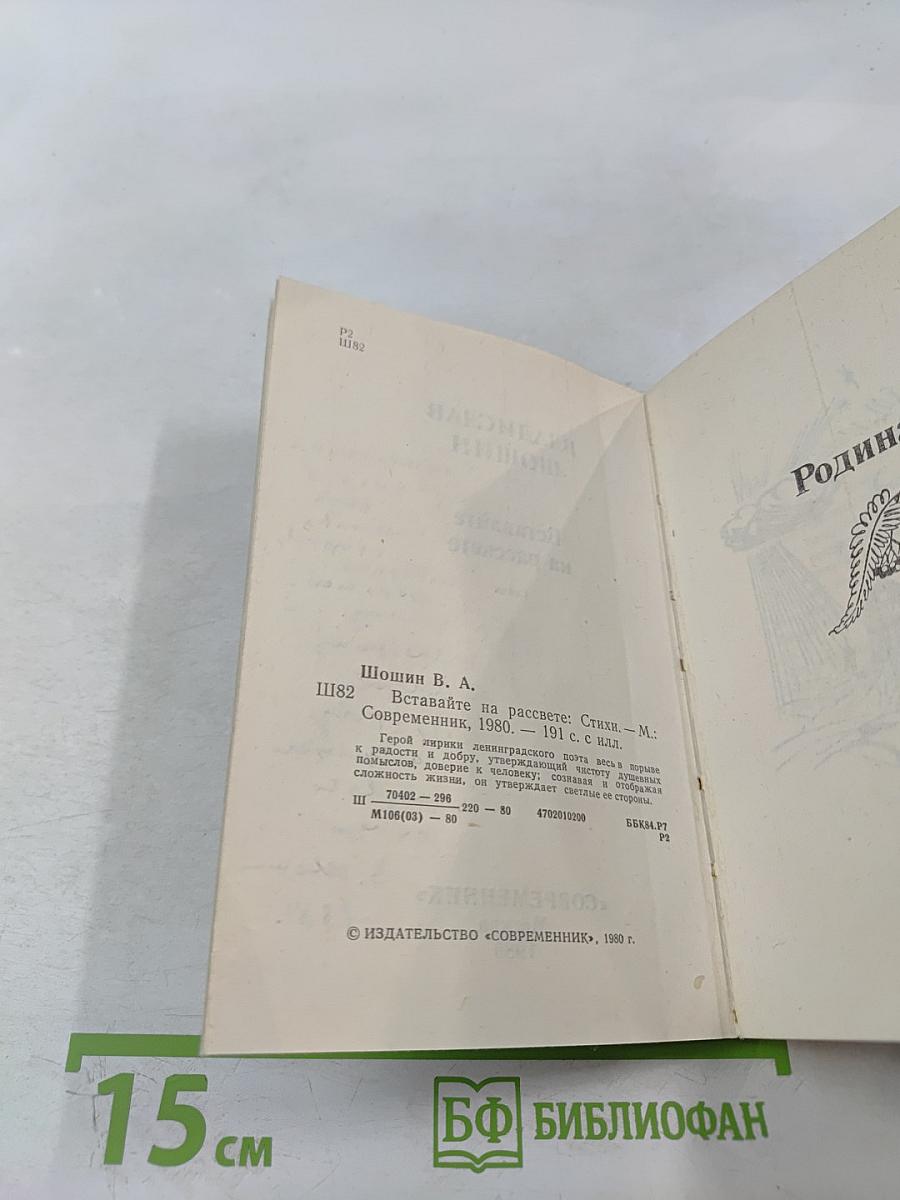 Р2
Ш82
Шошин В. А.
Ш82 Вставайте на рассвете: Стихи. — М.:
Современник, 1980. — 191 с. с илл.
Герой лирики ленинградского поэта весь в порыве
к радости и добру, утверждающий чистоту душевных
помыслов, доверие к человеку; сознавая и отображая
сложность жизни, он утверждает светлые ее стороны.
Ш 70402 — 296
М106(03) — 80
220 — 80 4702010200 ББК84.Р7
Р2
© ИЗДАТЕЛЬСТВО «СОВРЕМЕННИК», 1980 г.
Родина
15 см
БФ БИБЛИОФАН